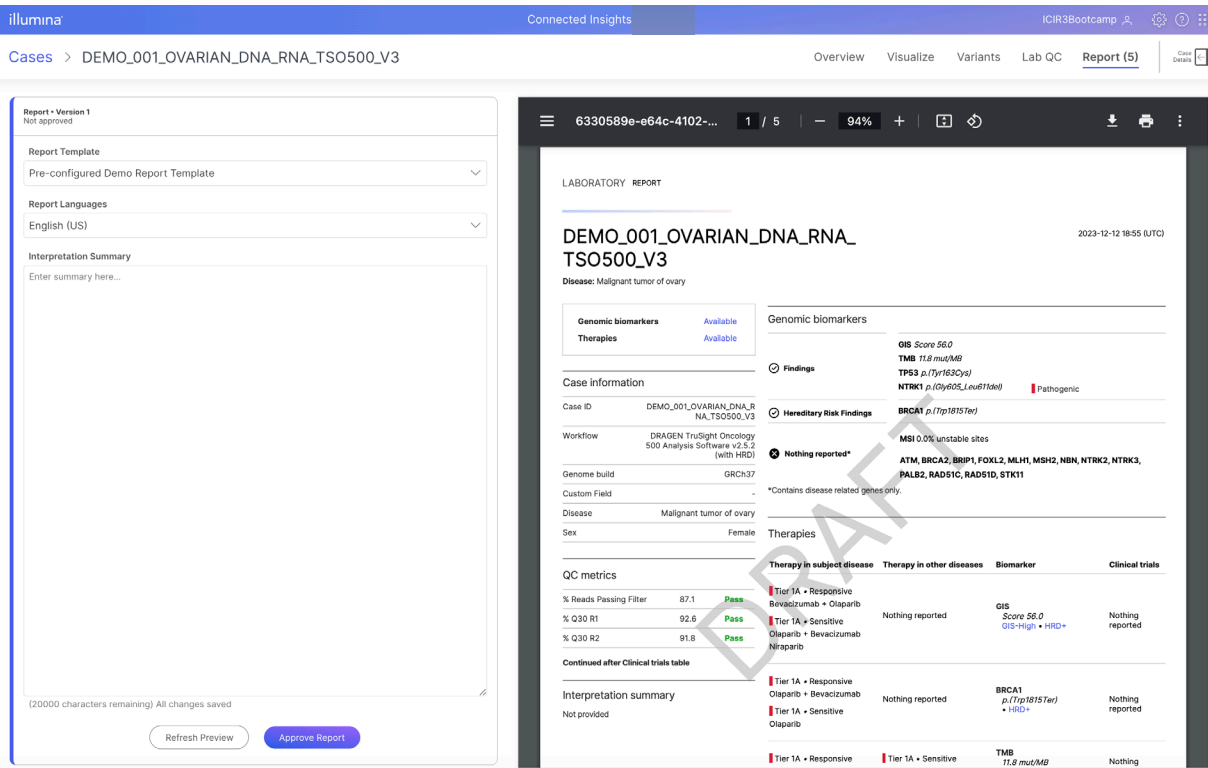 illumina
Connected Insights
ICIR3Bootcamp
Cases > DEMO_001_OVARIAN_DNA_RNA_TSO500_V3
Overview Visualize Variants Lab QC Report (5)
Case
Details
Report • Version 1
Not approved
Report Template
Pre-configured Demo Report Template
Report Languages
English (US)
Interpretation Summary
Enter summary here...
(20000 characters remaining) All changes saved
Refresh Preview Approve Report
6330589e-e64c-4102-... 1 / 5 94%
LABORATORY REPORT
DEMO_001_OVARIAN_DNA_RNA_
TSO500_V3
2023-12-12 18:55 (UTC)
Disease: Malignant tumor of ovary
Genomic biomarkers Available
Therapies Available
Case information
Case ID DEMO_001_OVARIAN_DNA_R
NA_TSO500_V3
Workflow DRAGEN TruSight Oncology
500 Analysis Software v2.5.2
(with HRD)
Genome build GRCh37
Custom Field -
Disease Malignant tumor of ovary
Sex Female
QC metrics
% Reads Passing Filter 87.1 Pass
% Q30 R1 92.6 Pass
% Q30 R2 91.8 Pass
Continued after Clinical trials table
Interpretation summary
Not provided
Genomic biomarkers
Findings
GIS Score 56.0
TMB 11.8 mut/MB
TP53 p.(Tyr163Cys)
NTRK1 p.(Gly605_Leu611del) Pathogenic
Hereditary Risk Findings BRCA1 p.(Trp1815Ter)
Nothing reported*
MSI 0.0% unstable sites
ATM, BRCA2, BRIP1, FOXL2, MLH1, MSH2, NBN, NTRK2, NTRK3,
PALB2, RAD51C, RAD51D, STK11
*Contains disease related genes only.
Therapies
Therapy in subject disease Therapy in other diseases Biomarker Clinical trials
Tier 1A • Responsive
Bevacizumab + Olaparib
Tier 1A • Sensitive
Olaparib + Bevacizumab
Niraparib
Nothing reported
GIS
Score 56.0
GIS-High • HRD+
Nothing
reported
Tier 1A • Responsive
Olaparib + Bevacizumab
Tier 1A • Sensitive
Olaparib
Nothing reported
BRCA1
p.(Trp1815Ter)
• HRD+
Nothing
reported
Tier 1A • Responsive
Tier 1A • Sensitive
TMB
11.8 mut/MB
Nothing
DRAFT